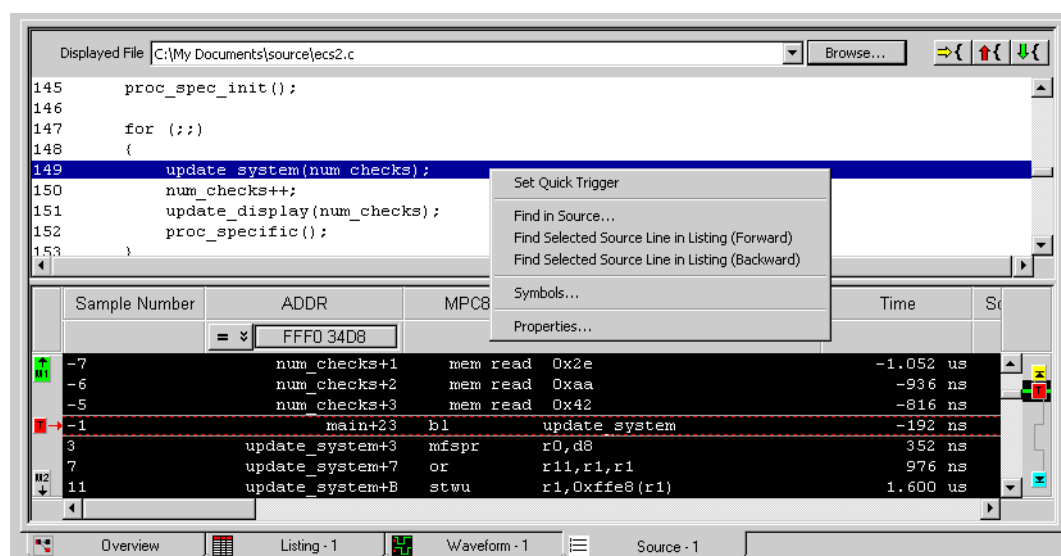 Displayed File C:\My Documents\source\ecs2.c Browse...
145 proc_spec_init();
146
147 for (;;)
148 {
149 update_system(num_checks);
150 num_checks++;
151 update_display(num_checks);
152 proc_specific();
153 }
Set Quick Trigger
Find in Source...
Find Selected Source Line in Listing (Forward)
Find Selected Source Line in Listing (Backward)
Symbols...
Properties...
Sample Number ADDR MPC8 Time
= FFF0 34D8
-7 num_checks+1 mem read 0x2e -1.052 us
-6 num_checks+2 mem read 0xaa -936 ns
-5 num_checks+3 mem read 0x42 -816 ns
-1 main+23 bl update_system -192 ns
3 update_system+3 mfspr r0,d8 352 ns
7 update_system+7 or r11,r1,r1 976 ns
11 update_system+B stwu r1,0xffe8(r1) 1.600 us
M1
T
M2
T
Overview Listing - 1 Waveform - 1 Source - 1